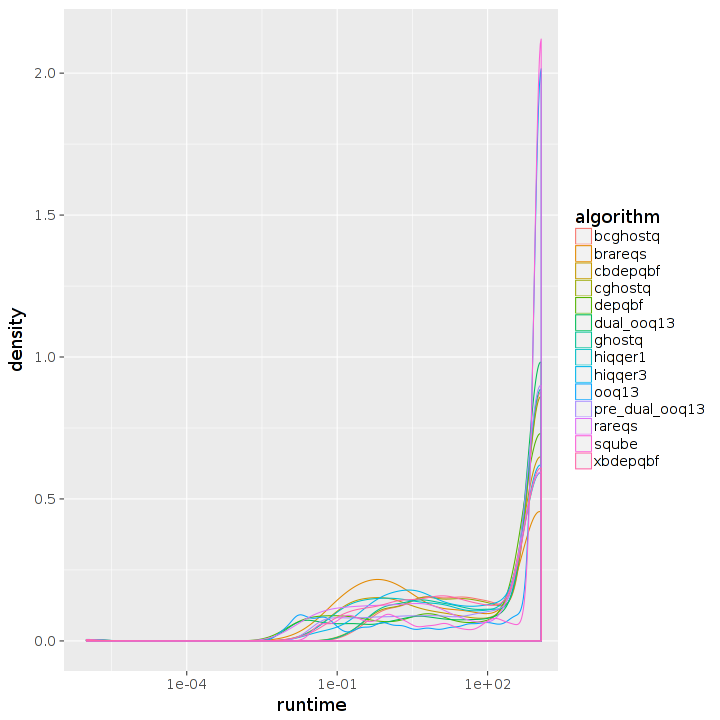 2.0
1.5
1.0
0.5
0.0
density
1e-04 1e-01 1e+02
runtime
algorithm
bcghostq
brareqs
cbdepqbf
cghostq
depqbf
dual_ooq13
ghostq
hiqqer1
hiqqer3
ooq13
pre_dual_ooq13
rareqs
sqube
xbdepqbf